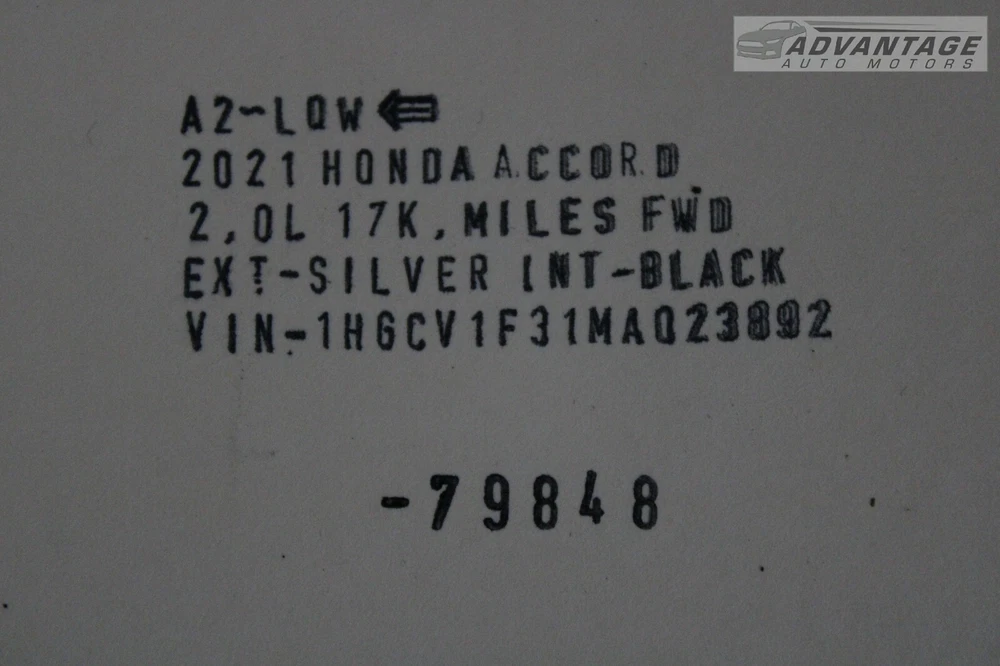 ADVANTAGE
AUTO MOTORS
A2-LOW ⇐
2021 HONDA ACCORD
2,0L 17K, MILES FWD
EXT-SILVER INT-BLACK
VIN-1HGCV1F31MA023892
-79848